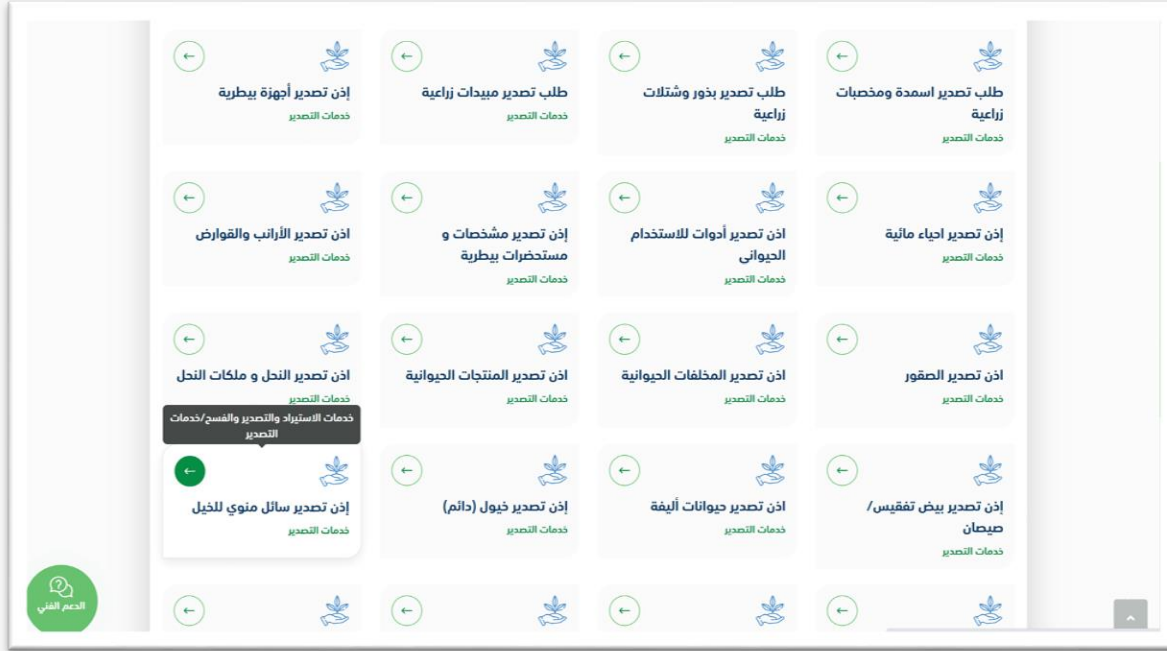 طلب تصدير اسمدة ومخصبات
زراعية
خدمات التصدير
طلب تصدير بذور وشتلات
زراعية
خدمات التصدير
طلب تصدير مبيدات زراعية
خدمات التصدير
إذن تصدير أجهزة بيطرية
خدمات التصدير
إذن تصدير احياء مائية
خدمات التصدير
اذن تصدير أدوات للاستخدام
الحيواني
خدمات التصدير
إذن تصدير مشخصات و
مستحضرات بيطرية
خدمات التصدير
اذن تصدير الأرانب والقوارض
خدمات التصدير
اذن تصدير الصقور
خدمات التصدير
اذن تصدير المخلفات الحيوانية
خدمات التصدير
اذن تصدير المنتجات الحيوانية
خدمات التصدير
اذن تصدير النحل و ملكات النحل
خدمات التصدير
خدمات الاستيراد والتصدير والفسح/خدمات
التصدير
إذن تصدير بيض تفقيس/
صيصان
خدمات التصدير
اذن تصدير حيوانات أليفة
خدمات التصدير
إذن تصدير خيول (دائم)
خدمات التصدير
إذن تصدير سائل منوي للخيل
خدمات التصدير
الدعم الفني